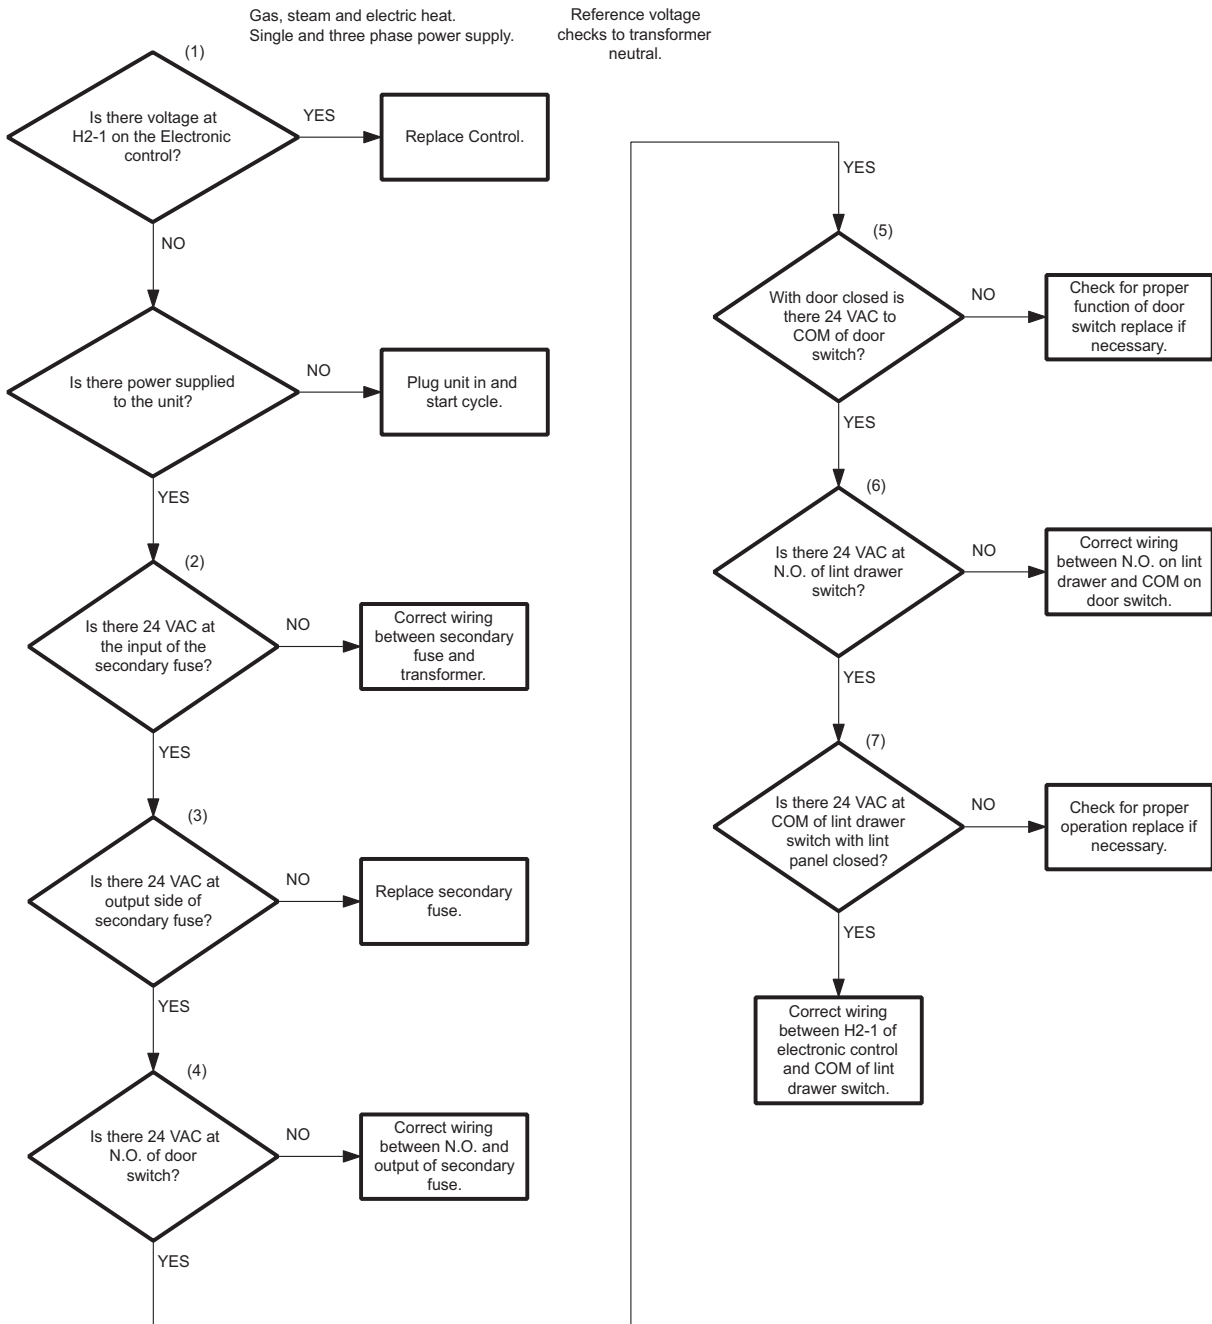 Gas, steam and electric heat.
Single and three phase power supply.
Reference voltage
checks to transformer
neutral.
(1)
Is there voltage at
H2-1 on the Electronic
control?
YES
Replace Control.
NO
Is there power supplied
to the unit?
NO
Plug unit in and
start cycle.
YES
(2)
Is there 24 VAC at
the input of the
secondary fuse?
NO
Correct wiring
between secondary
fuse and
transformer.
YES
(3)
Is there 24 VAC at
output side of
secondary fuse?
NO
Replace secondary
fuse.
YES
(4)
Is there 24 VAC at
N.O. of door
switch?
NO
Correct wiring
between N.O. and
output of secondary
fuse.
YES
YES
(5)
With door closed is
there 24 VAC to
COM of door
switch?
NO
Check for proper
function of door
switch replace if
necessary.
YES
(6)
Is there 24 VAC at
N.O. of lint drawer
switch?
NO
Correct wiring
between N.O. on lint
drawer and COM on
door switch.
YES
(7)
Is there 24 VAC at
COM of lint drawer
switch with lint
panel closed?
NO
Check for proper
operation replace if
necessary.
YES
Correct wiring
between H2-1 of
electronic control
and COM of lint
drawer switch.